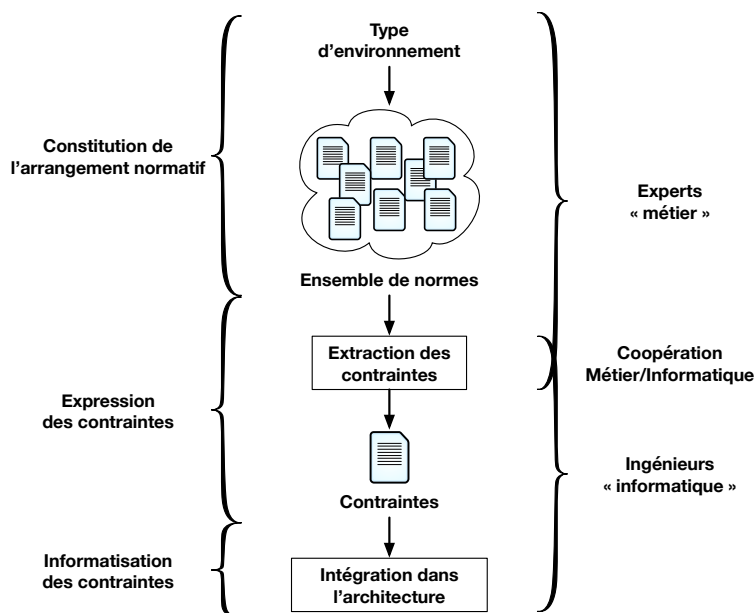 Type
d'environnement
Constitution de
l'arrangement normatif
Experts
« métier »
Ensemble de normes
Extraction des
contraintes
Coopération
Métier/Informatique
Expression
des contraintes
Ingénieurs
« informatique »
Contraintes
Informatisation
des contraintes
Intégration dans
l'architecture